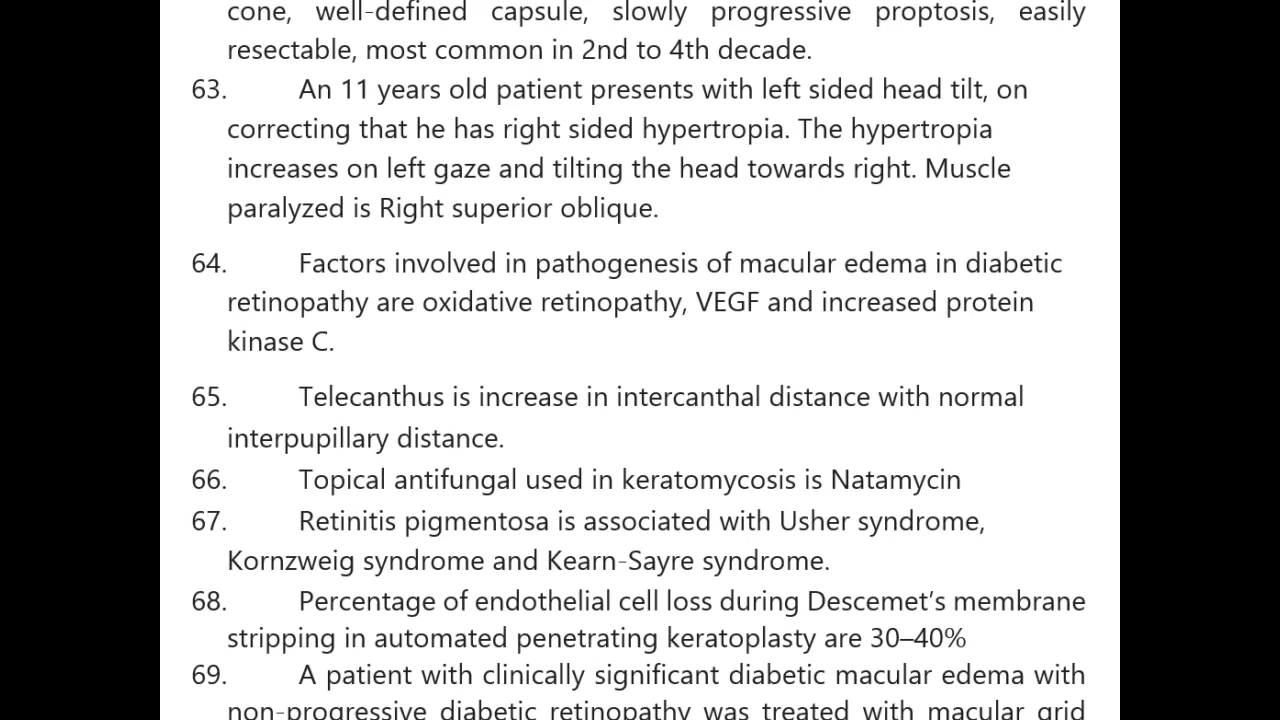 cone, well-defined capsule, slowly progressive proptosis, easily
resectable, most common in 2nd to 4th decade.
63. An 11 years old patient presents with left sided head tilt, on
correcting that he has right sided hypertropia. The hypertropia
increases on left gaze and tilting the head towards right. Muscle
paralyzed is Right superior oblique.
64. Factors involved in pathogenesis of macular edema in diabetic
retinopathy are oxidative retinopathy, VEGF and increased protein
kinase C.
65. Telecanthus is increase in intercanthal distance with normal
interpupillary distance.
66. Topical antifungal used in keratomycosis is Natamycin
67. Retinitis pigmentosa is associated with Usher syndrome,
Kornzweig syndrome and Kearn-Sayre syndrome.
68. Percentage of endothelial cell loss during Descemet’s membrane
stripping in automated penetrating keratoplasty are 30–40%
69. A patient with clinically significant diabetic macular edema with
non-progressive diabetic retinopathy was treated with macular grid